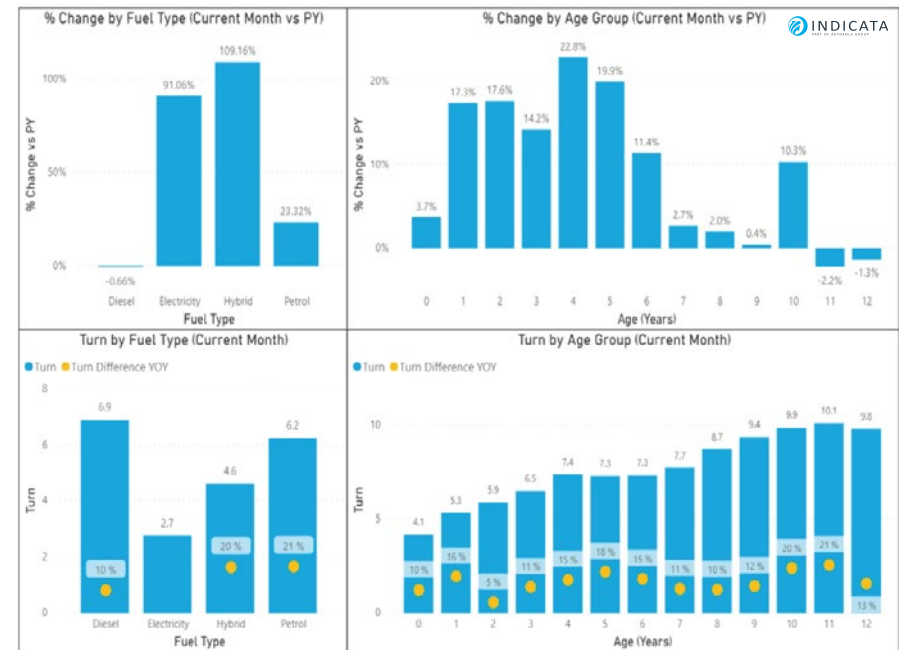 % Change by Fuel Type (Current Month vs PY)
109.16%
100%
91.06%
50%
23.32%
0%
-0.66%
Diesel Electricity Hybrid Petrol
Fuel Type
% Change vs PY
% Change by Age Group (Current Month vs PY)
INDICATA
PART OF AUTOROLA GROUP
22.8%
20%
19.9%
17.3% 17.6%
14.2%
11.4%
10%
10.3%
3.7%
2.7%
2.0%
0.4%
0%
-2.2%
-1.3%
0 1 2 3 4 5 6 7 8 9 10 11 12
Age (Years)
% Change vs PY
Turn by Fuel Type (Current Month)
Turn Turn Difference YOY
8
6.9
6.2
6
4.6
4
2.7
20 % 21 %
2
10 %
0
Diesel Electricity Hybrid Petrol
Fuel Type
Turn
Turn by Age Group (Current Month)
Turn Turn Difference YOY
10
4.1 5.3 5.9 6.5 7.4 7.3 7.3 7.7 8.7 9.4 9.9 10.1 9.8
5
10 % 16 % 5 % 11 % 15 % 18 % 15 % 11 % 10 % 12 % 20 % 21 % 13 %
0
0 1 2 3 4 5 6 7 8 9 10 11 12
Age (Years)
Turn